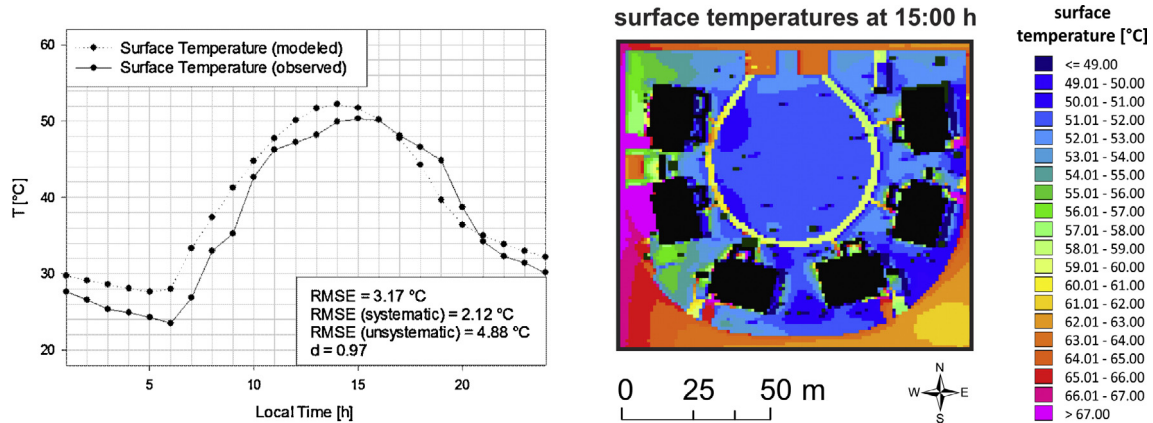 60
50
40
30
20
T [°C]
Surface Temperature (modeled)
Surface Temperature (observed)
RMSE = 3.17 °C
RMSE (systematic) = 2.12 °C
RMSE (unsystematic) = 4.88 °C
d = 0.97
5 10 15 20
Local Time [h]
surface temperatures at 15:00 h
0 25 50 m
N
W E
S
surface
temperature [°C]
<= 49.00
49.01 - 50.00
50.01 - 51.00
51.01 - 52.00
52.01 - 53.00
53.01 - 54.00
54.01 - 55.00
55.01 - 56.00
56.01 - 57.00
57.01 - 58.00
58.01 - 59.00
59.01 - 60.00
60.01 - 61.00
61.01 - 62.00
62.01 - 63.00
63.01 - 64.00
64.01 - 65.00
65.01 - 66.00
66.01 - 67.00
> 67.00